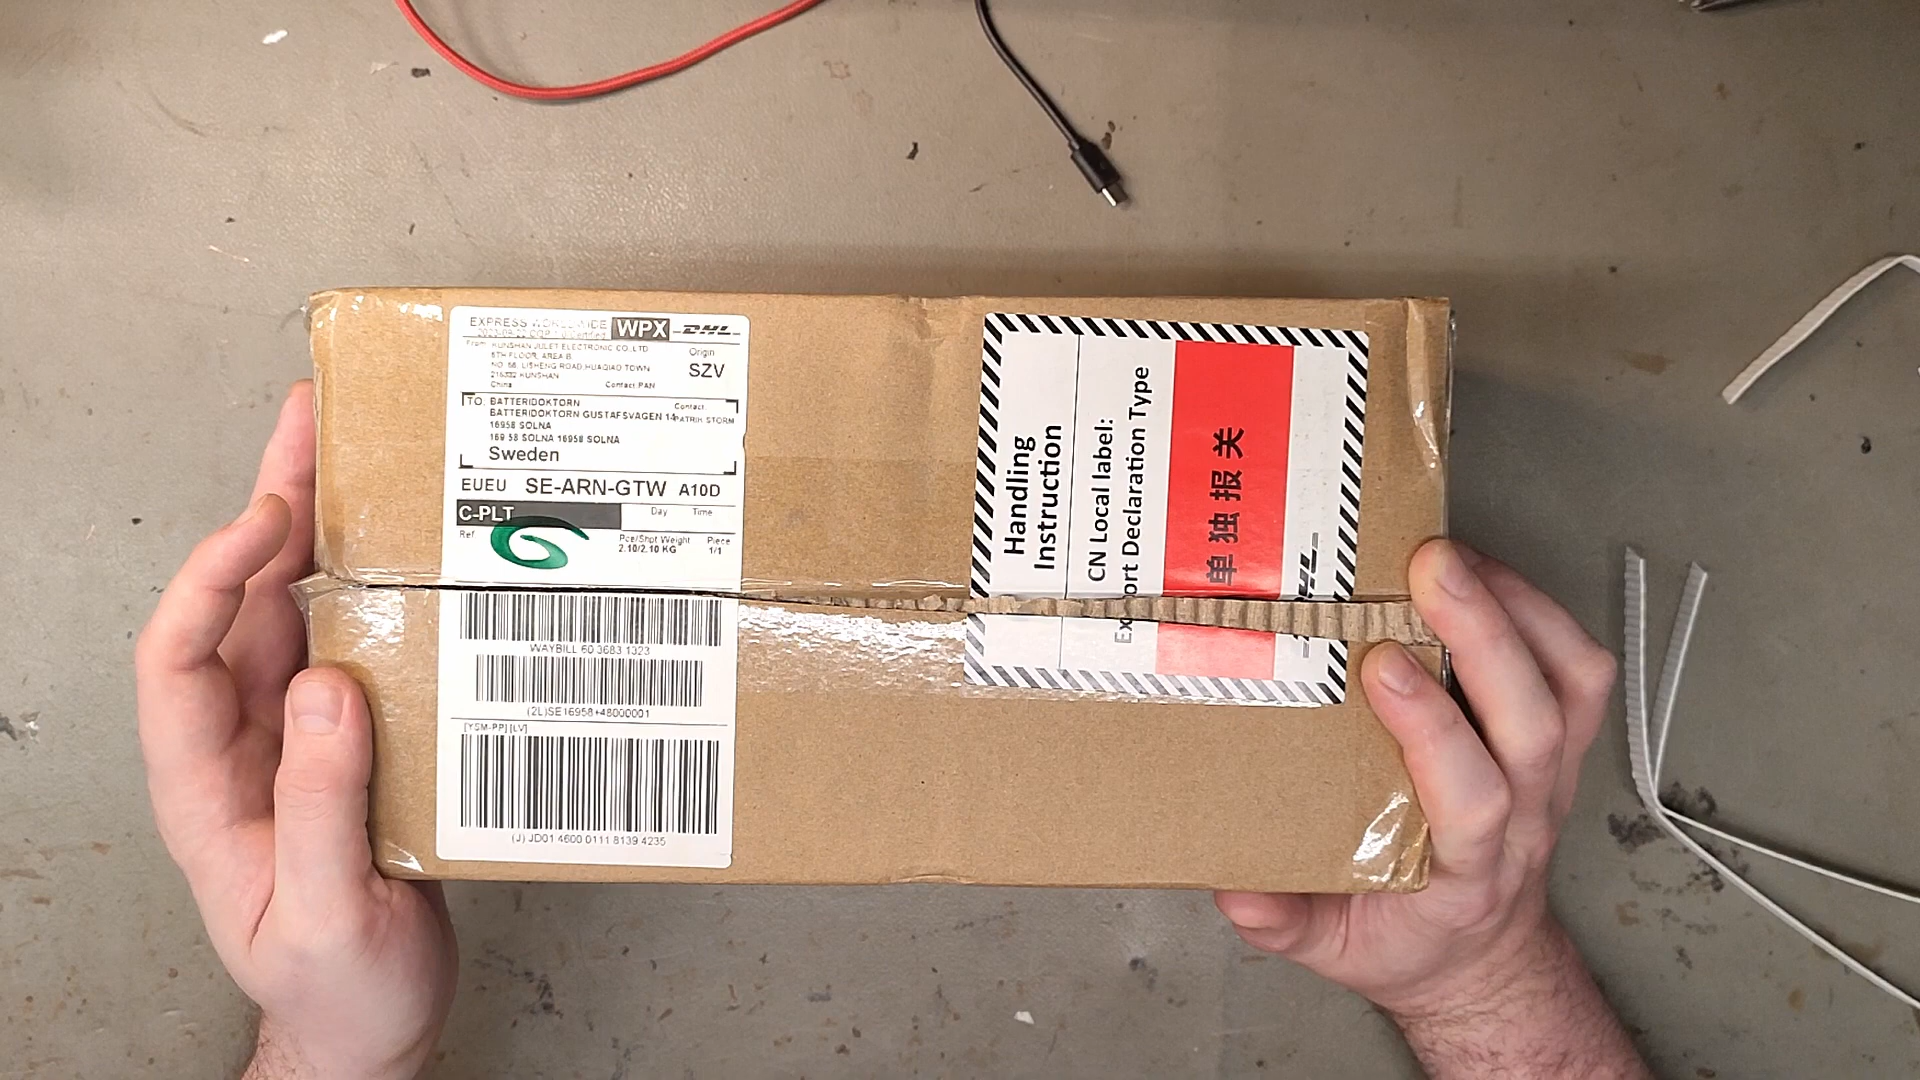 EXPRESS WORLDWIDE WPX DHL
From: KUNSHAN JULET ELECTRONIC CO.,LTD
5TH FLOOR, AREA B,
NO. 58, LISHENG ROAD,HUAQIAO TOWN
215332 KUNSHAN
China Contact:PAN
Origin
SZV
TO: BATTERIDOKTORN
Contact:
BATTERIDOKTORN GUSTAFSVAGEN 14
PATRIK STORM
16958 SOLNA
169 58 SOLNA 16958 SOLNA
Sweden
EUEU SE-ARN-GTW A10D
C-PLT
Day Time
Ref
Pce/Shpt Weight
2.10/2.10 KG
Piece
1/1
WAYBILL 60 3683 1323
(2L)SE16958+48000001
[YSM-PP] [LV]
(J) JD01 4600 0111 8139 4235
Handling
Instruction
CN Local label:
Export Declaration Type
单独报关
DHL